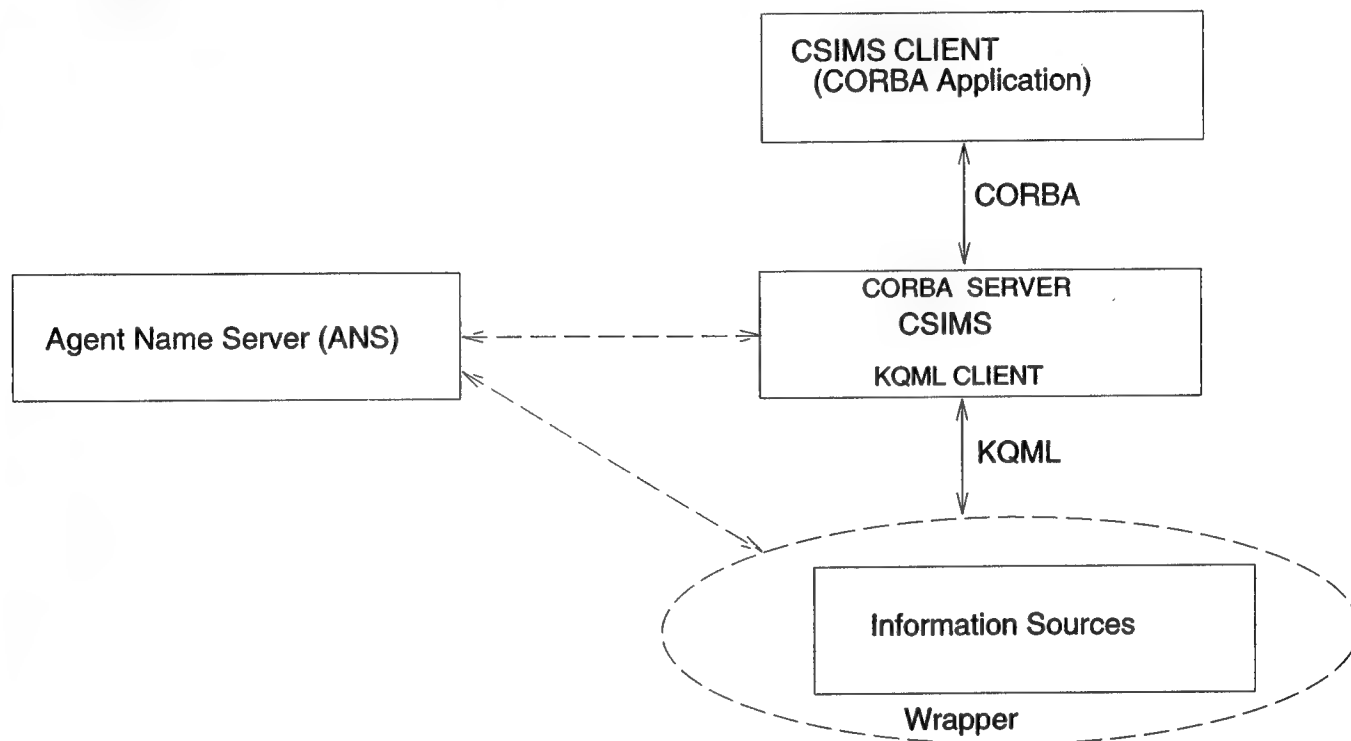 CSIMS CLIENT
(CORBA Application)
CORBA
CORBA SERVER
CSIMS
KQML CLIENT
Agent Name Server (ANS)
KQML
Information Sources
Wrapper